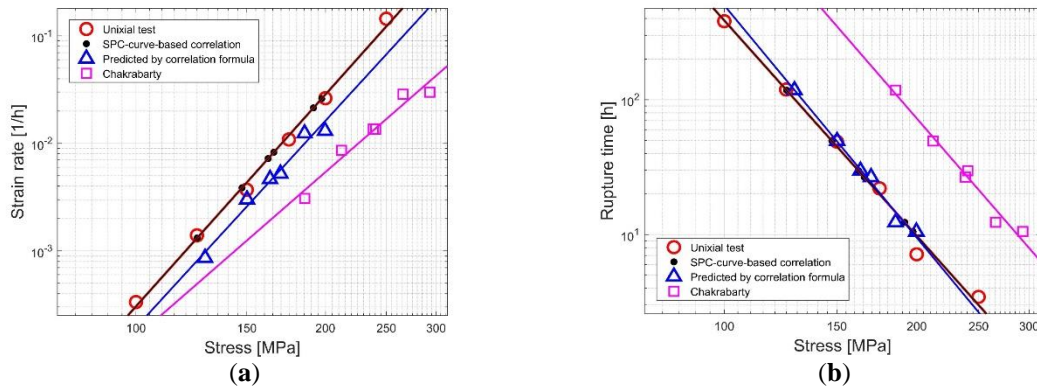 10⁻¹
10⁻²
10⁻³
Strain rate [1/h]
Unixial test
SPC-curve-based correlation
Predicted by correlation formula
Chakrabarty
100 150 200 250 300
Stress [MPa]
(a)
10²
10¹
Rupture time [h]
Unixial test
SPC-curve-based correlation
Predicted by correlation formula
Chakrabarty
100 150 200 250 300
Stress [MPa]
(b)